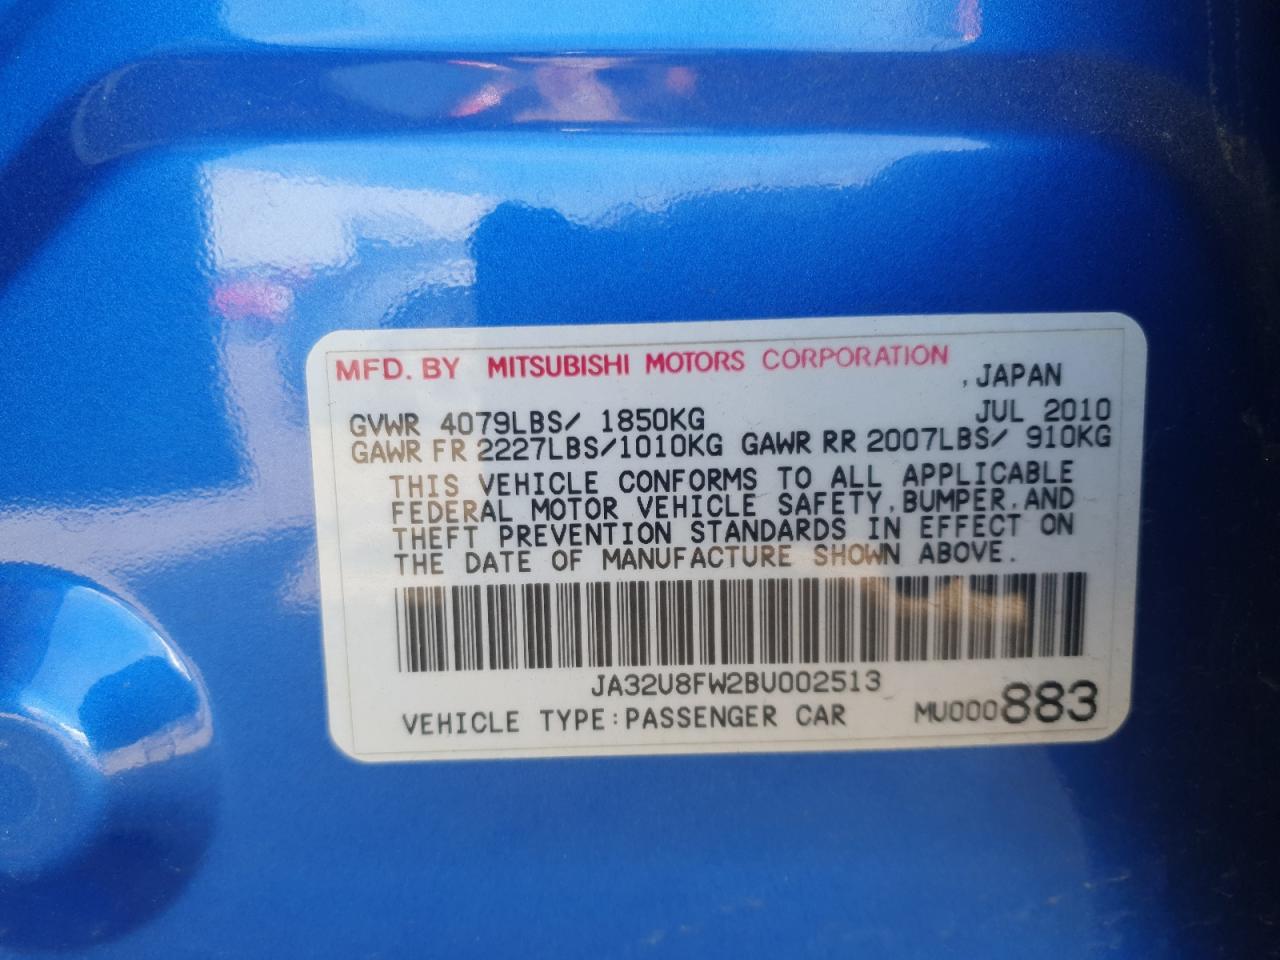 MFD. BY MITSUBISHI MOTORS CORPORATION
, JAPAN
GVWR 4079LBS/ 1850KG JUL 2010
GAWR FR 2227LBS/1010KG GAWR RR 2007LBS/ 910KG
THIS VEHICLE CONFORMS TO ALL APPLICABLE
FEDERAL MOTOR VEHICLE SAFETY, BUMPER, AND
THEFT PREVENTION STANDARDS IN EFFECT ON
THE DATE OF MANUFACTURE SHOWN ABOVE.
JA32U8FW2BU002513
VEHICLE TYPE:PASSENGER CAR MU000883